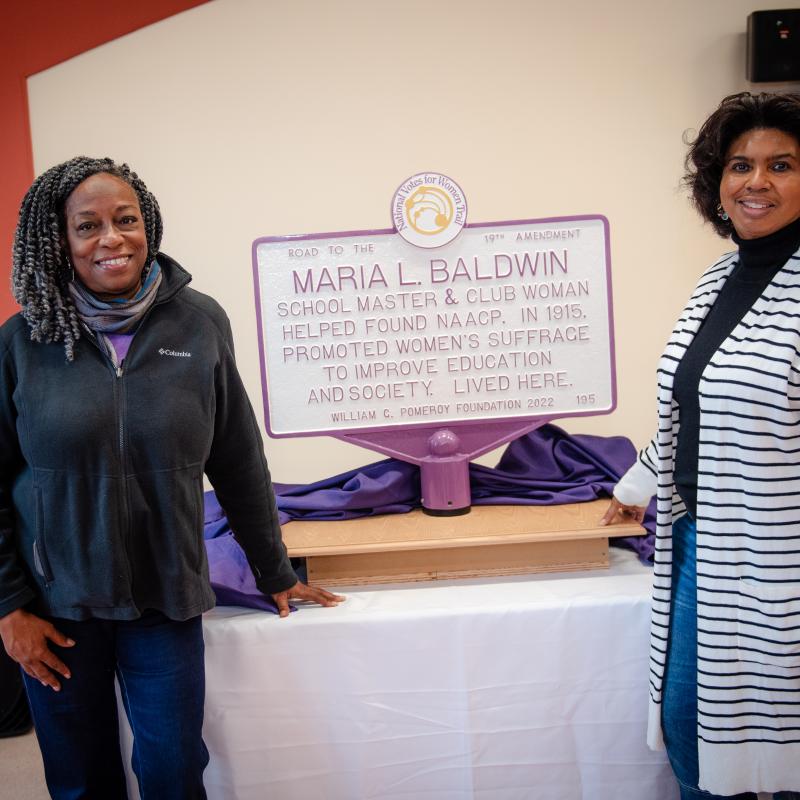 National Votes for Women Trail
ROAD TO THE 19TH AMENDMENT
MARIA L. BALDWIN
SCHOOL MASTER & CLUB WOMAN
HELPED FOUND NAACP. IN 1915,
PROMOTED WOMEN'S SUFFRAGE
TO IMPROVE EDUCATION
AND SOCIETY. LIVED HERE.
WILLIAM G. POMEROY FOUNDATION 2022 195
Columbia